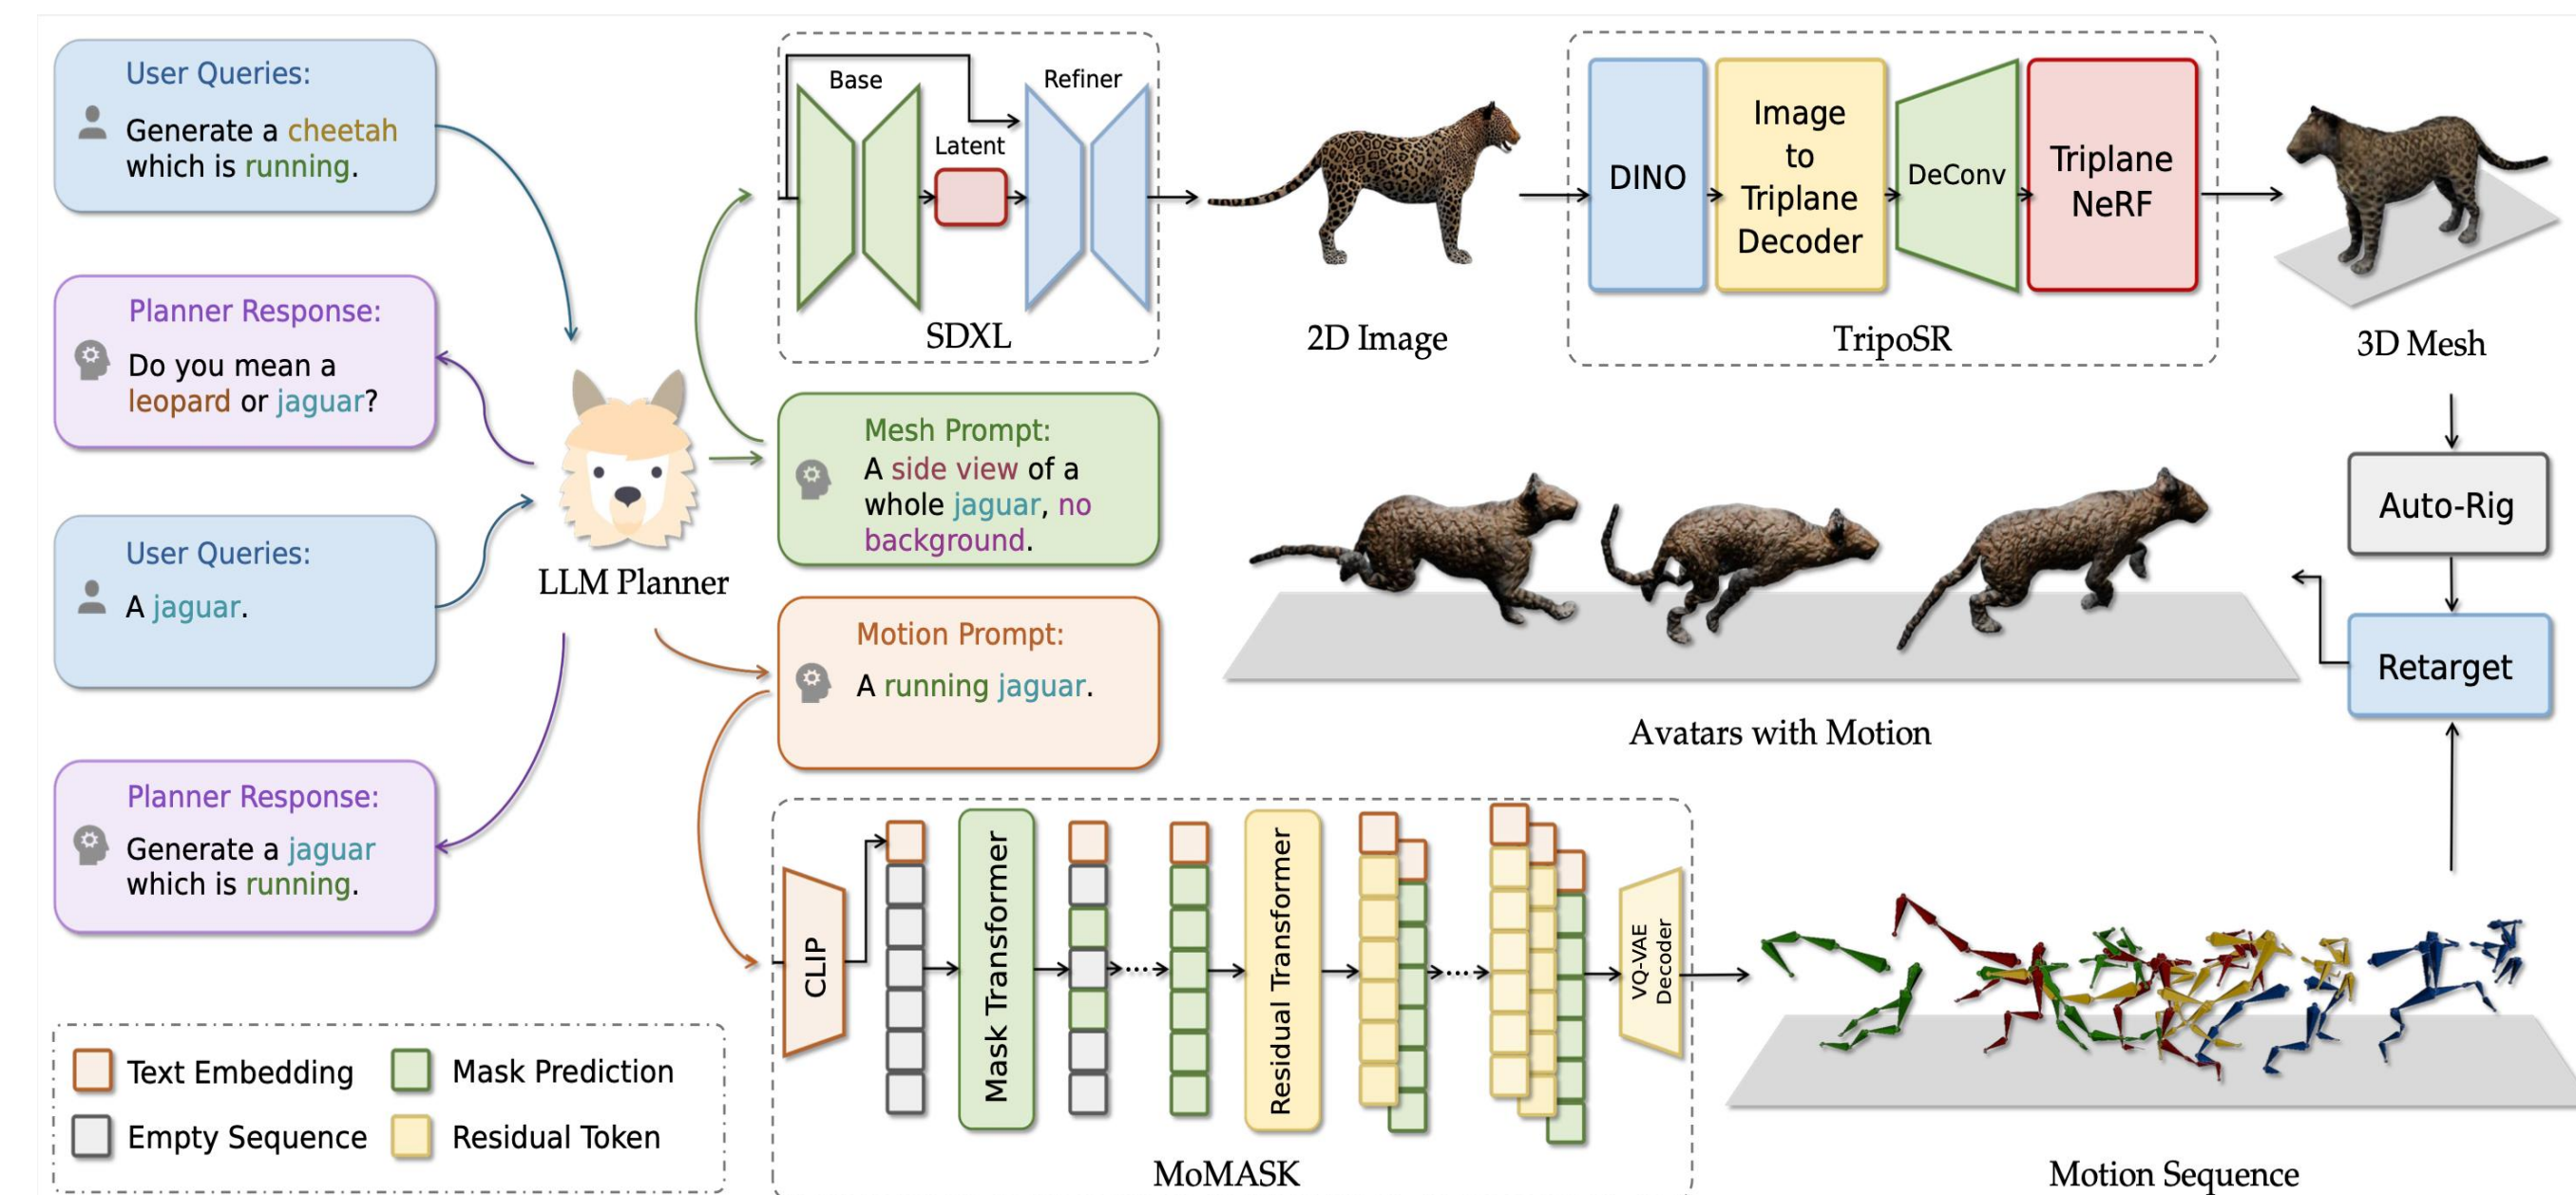 User Queries:
Generate a cheetah
which is running.
Planner Response:
Do you mean a
leopard or jaguar?
User Queries:
A jaguar.
Planner Response:
Generate a jaguar
which is running.
LLM Planner
Base
Refiner
Latent
SDXL
2D Image
DINO
Image
to
Triplane
Decoder
DeConv
Triplane
NeRF
TripoSR
3D Mesh
Mesh Prompt:
A side view of a
whole jaguar, no
background.
Motion Prompt:
A running jaguar.
Auto-Rig
Retarget
Avatars with Motion
CLIP
Mask Transformer
Residual Transformer
VQ-VAE
Decoder
MoMASK
Motion Sequence
Text Embedding
Mask Prediction
Empty Sequence
Residual Token